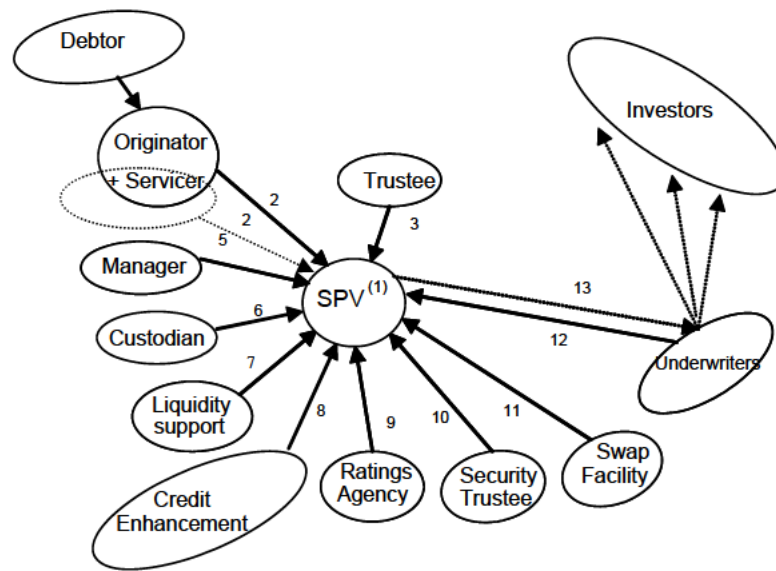 Debtor
Investors
Originator
+ Servicer
2
Trustee
2
3
5
Manager
SPV (1)
13
6
Custodian
12
7
Underwriters
Liquidity
support
8
9
10
11
Swap
Facility
Ratings
Agency
Security
Trustee
Credit
Enhancement